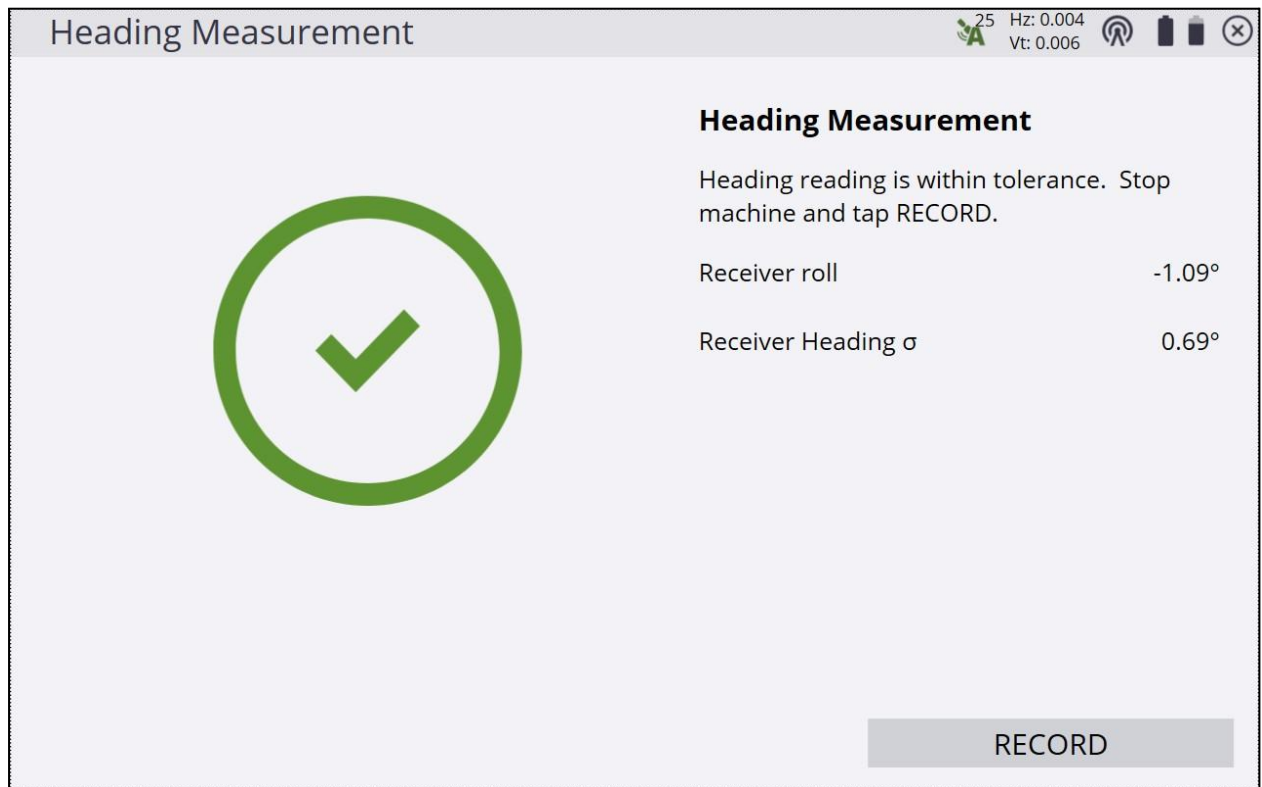 Heading Measurement
A 25
Hz: 0.004
Vt: 0.006
Heading Measurement
Heading reading is within tolerance.  Stop
machine and tap RECORD.
Receiver roll -1.09°
Receiver Heading σ 0.69°
RECORD